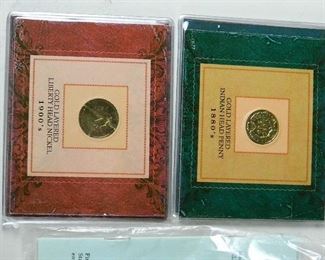 GOLD LAYERED
LIBERTY HEAD NICKEL
1900's
GOLD LAYERED
INDIAN HEAD PENNY
1880's